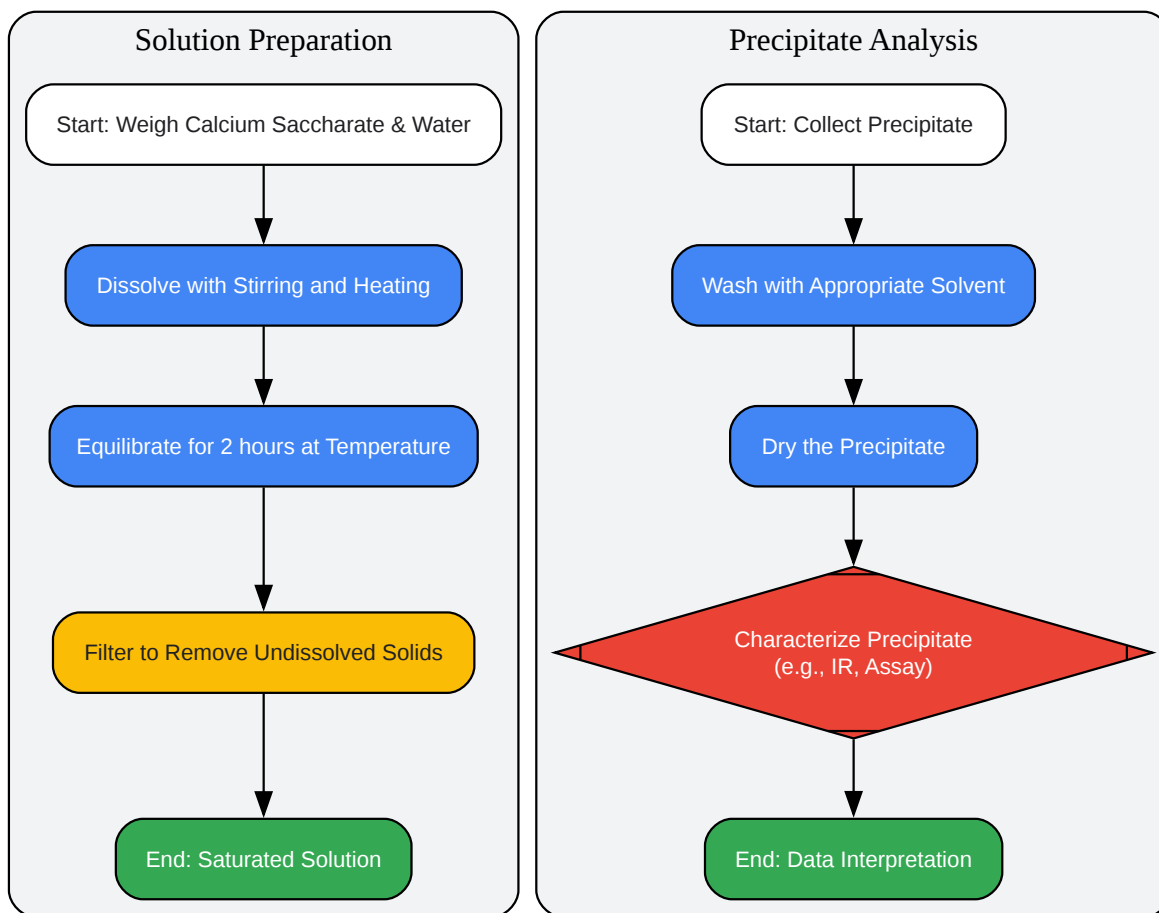 Solution Preparation
Start: Weigh Calcium Saccharate & Water
Dissolve with Stirring and Heating
Equilibrate for 2 hours at Temperature
Filter to Remove Undissolved Solids
End: Saturated Solution
Precipitate Analysis
Start: Collect Precipitate
Wash with Appropriate Solvent
Dry the Precipitate
Characterize Precipitate
(e.g., IR, Assay)
End: Data Interpretation